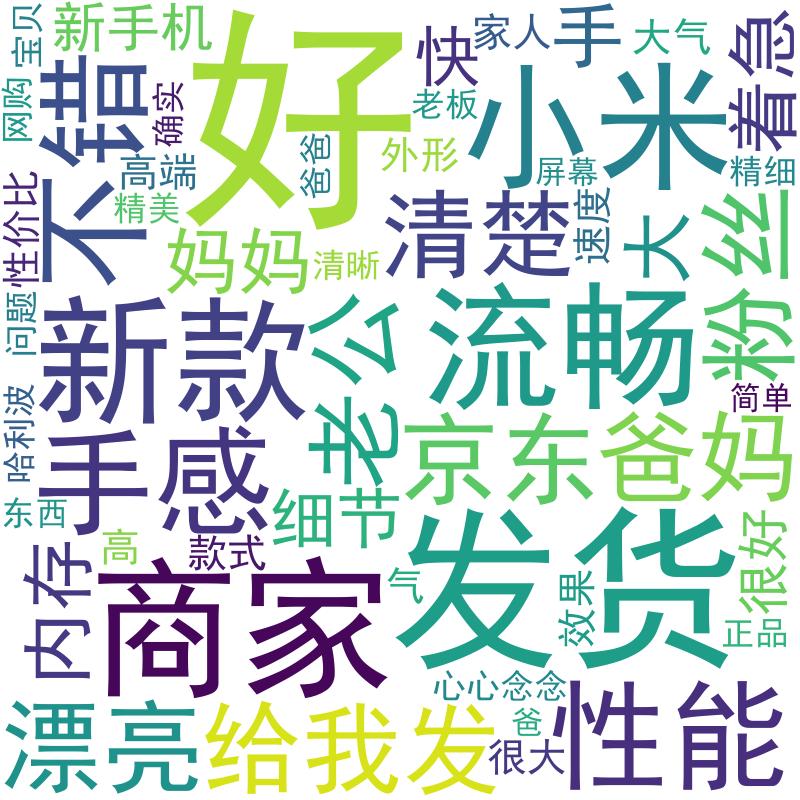 宝贝
新手机
好
快
家人
手
大气
着急
网购
不错
确实
高端
爸爸
老板
小米
外形
屏幕
精细
性价比
精美
妈妈
清晰
清楚
速度
大
粉丝
问题
新款
老公
流畅
简单
哈利波
手感
京东
爸妈
东西
细节
高
款式
发货
很好
内存
商家
气
效果
正品
心心念念
漂亮
给我发
爸
很大
性能